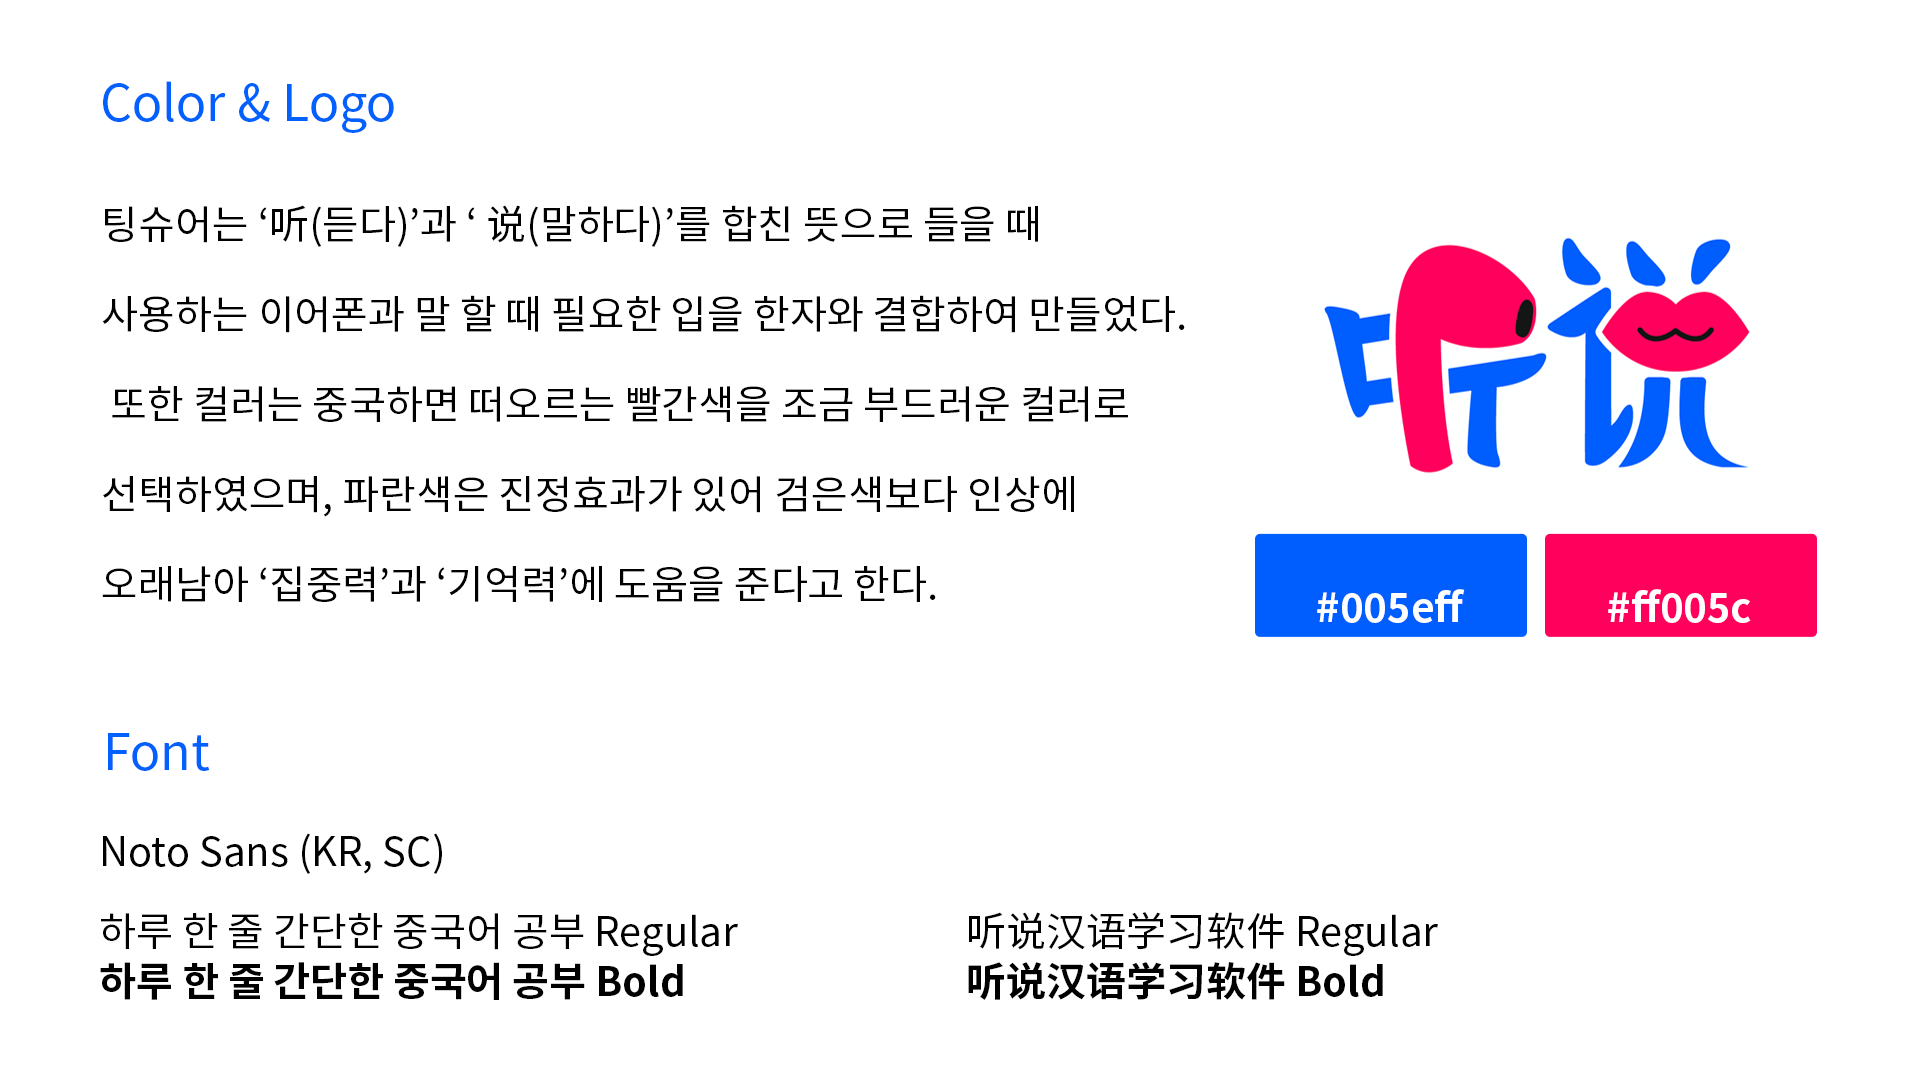 Color & Logo
팅슈어는 ‘听(듣다)’과 ‘ 说(말하다)’를 합친 뜻으로 들을 때
사용하는 이어폰과 말 할 때 필요한 입을 한자와 결합하여 만들었다.
또한 컬러는 중국하면 떠오르는 빨간색을 조금 부드러운 컬러로
선택하였으며, 파란색은 진정효과가 있어 검은색보다 인상에
오래남아 ‘집중력’과 ‘기억력’에 도움을 준다고 한다.
听说
#005eff
#ff005c
Font
Noto Sans (KR, SC)
하루 한 줄 간단한 중국어 공부 Regular
하루 한 줄 간단한 중국어 공부 Bold
听说汉语学习软件 Regular
听说汉语学习软件 Bold